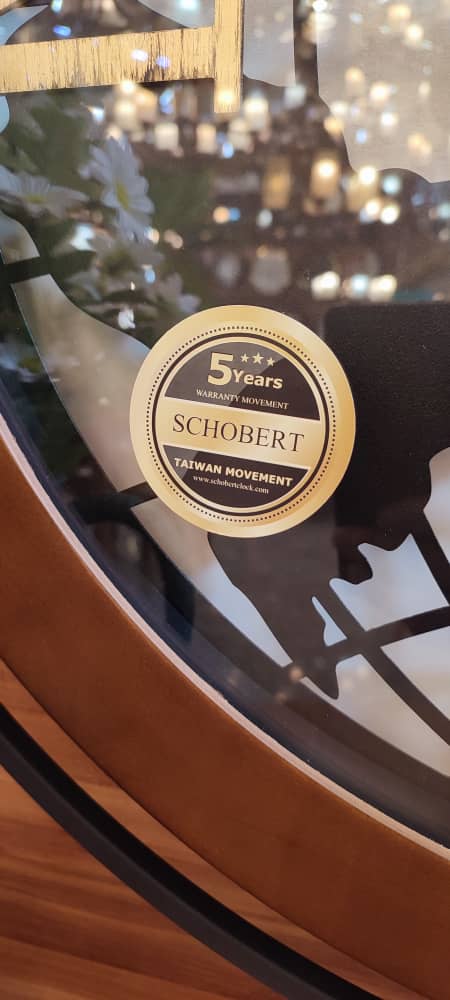 5Years
WARRANTY MOVEMENT
SCHOBERT
TAIWAN MOVEMENT
www.schobertclock.com